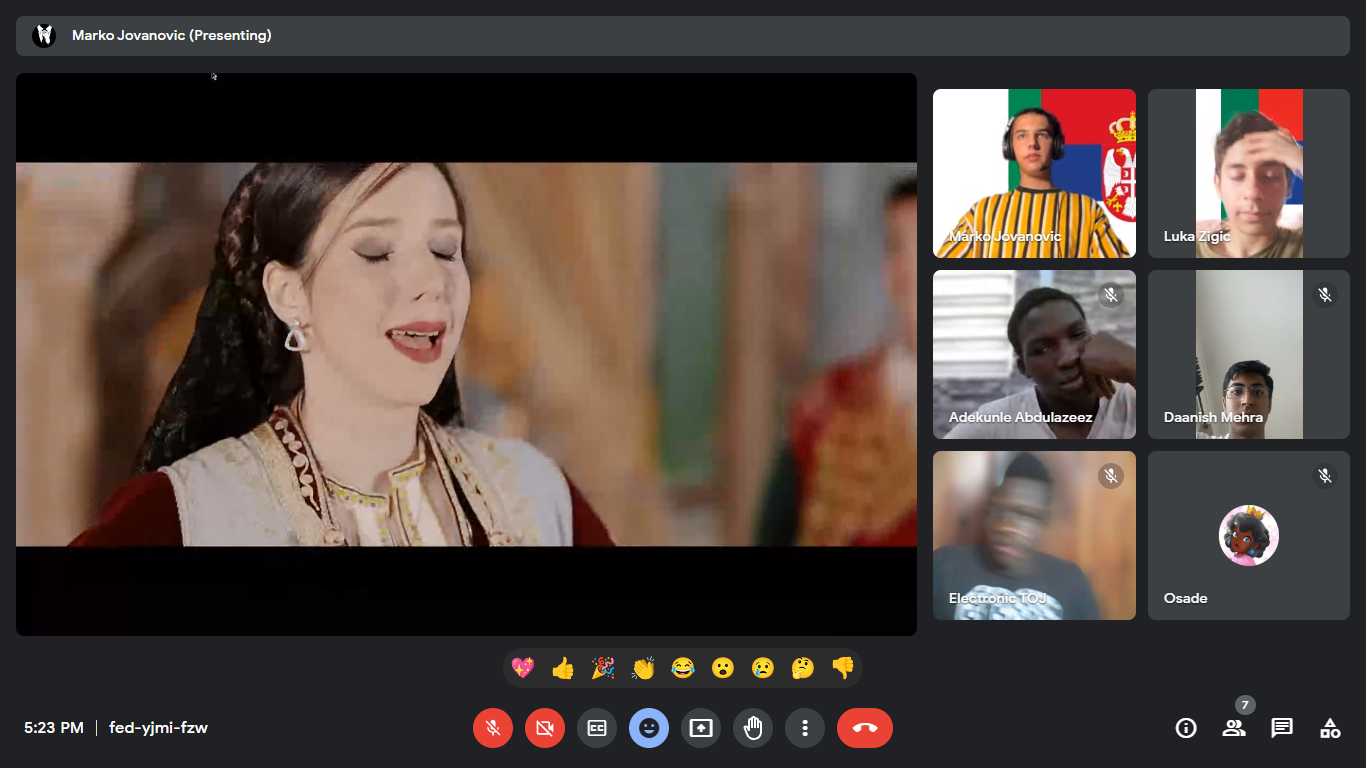 Marko Jovanovic (Presenting)
Marko Jovanovic
Luka Zigic
Adekunle Abdulazeez
Daanish Mehra
Electronic TOJ
Osade
5:23 PM | fed-yjmi-fzw
CC
7